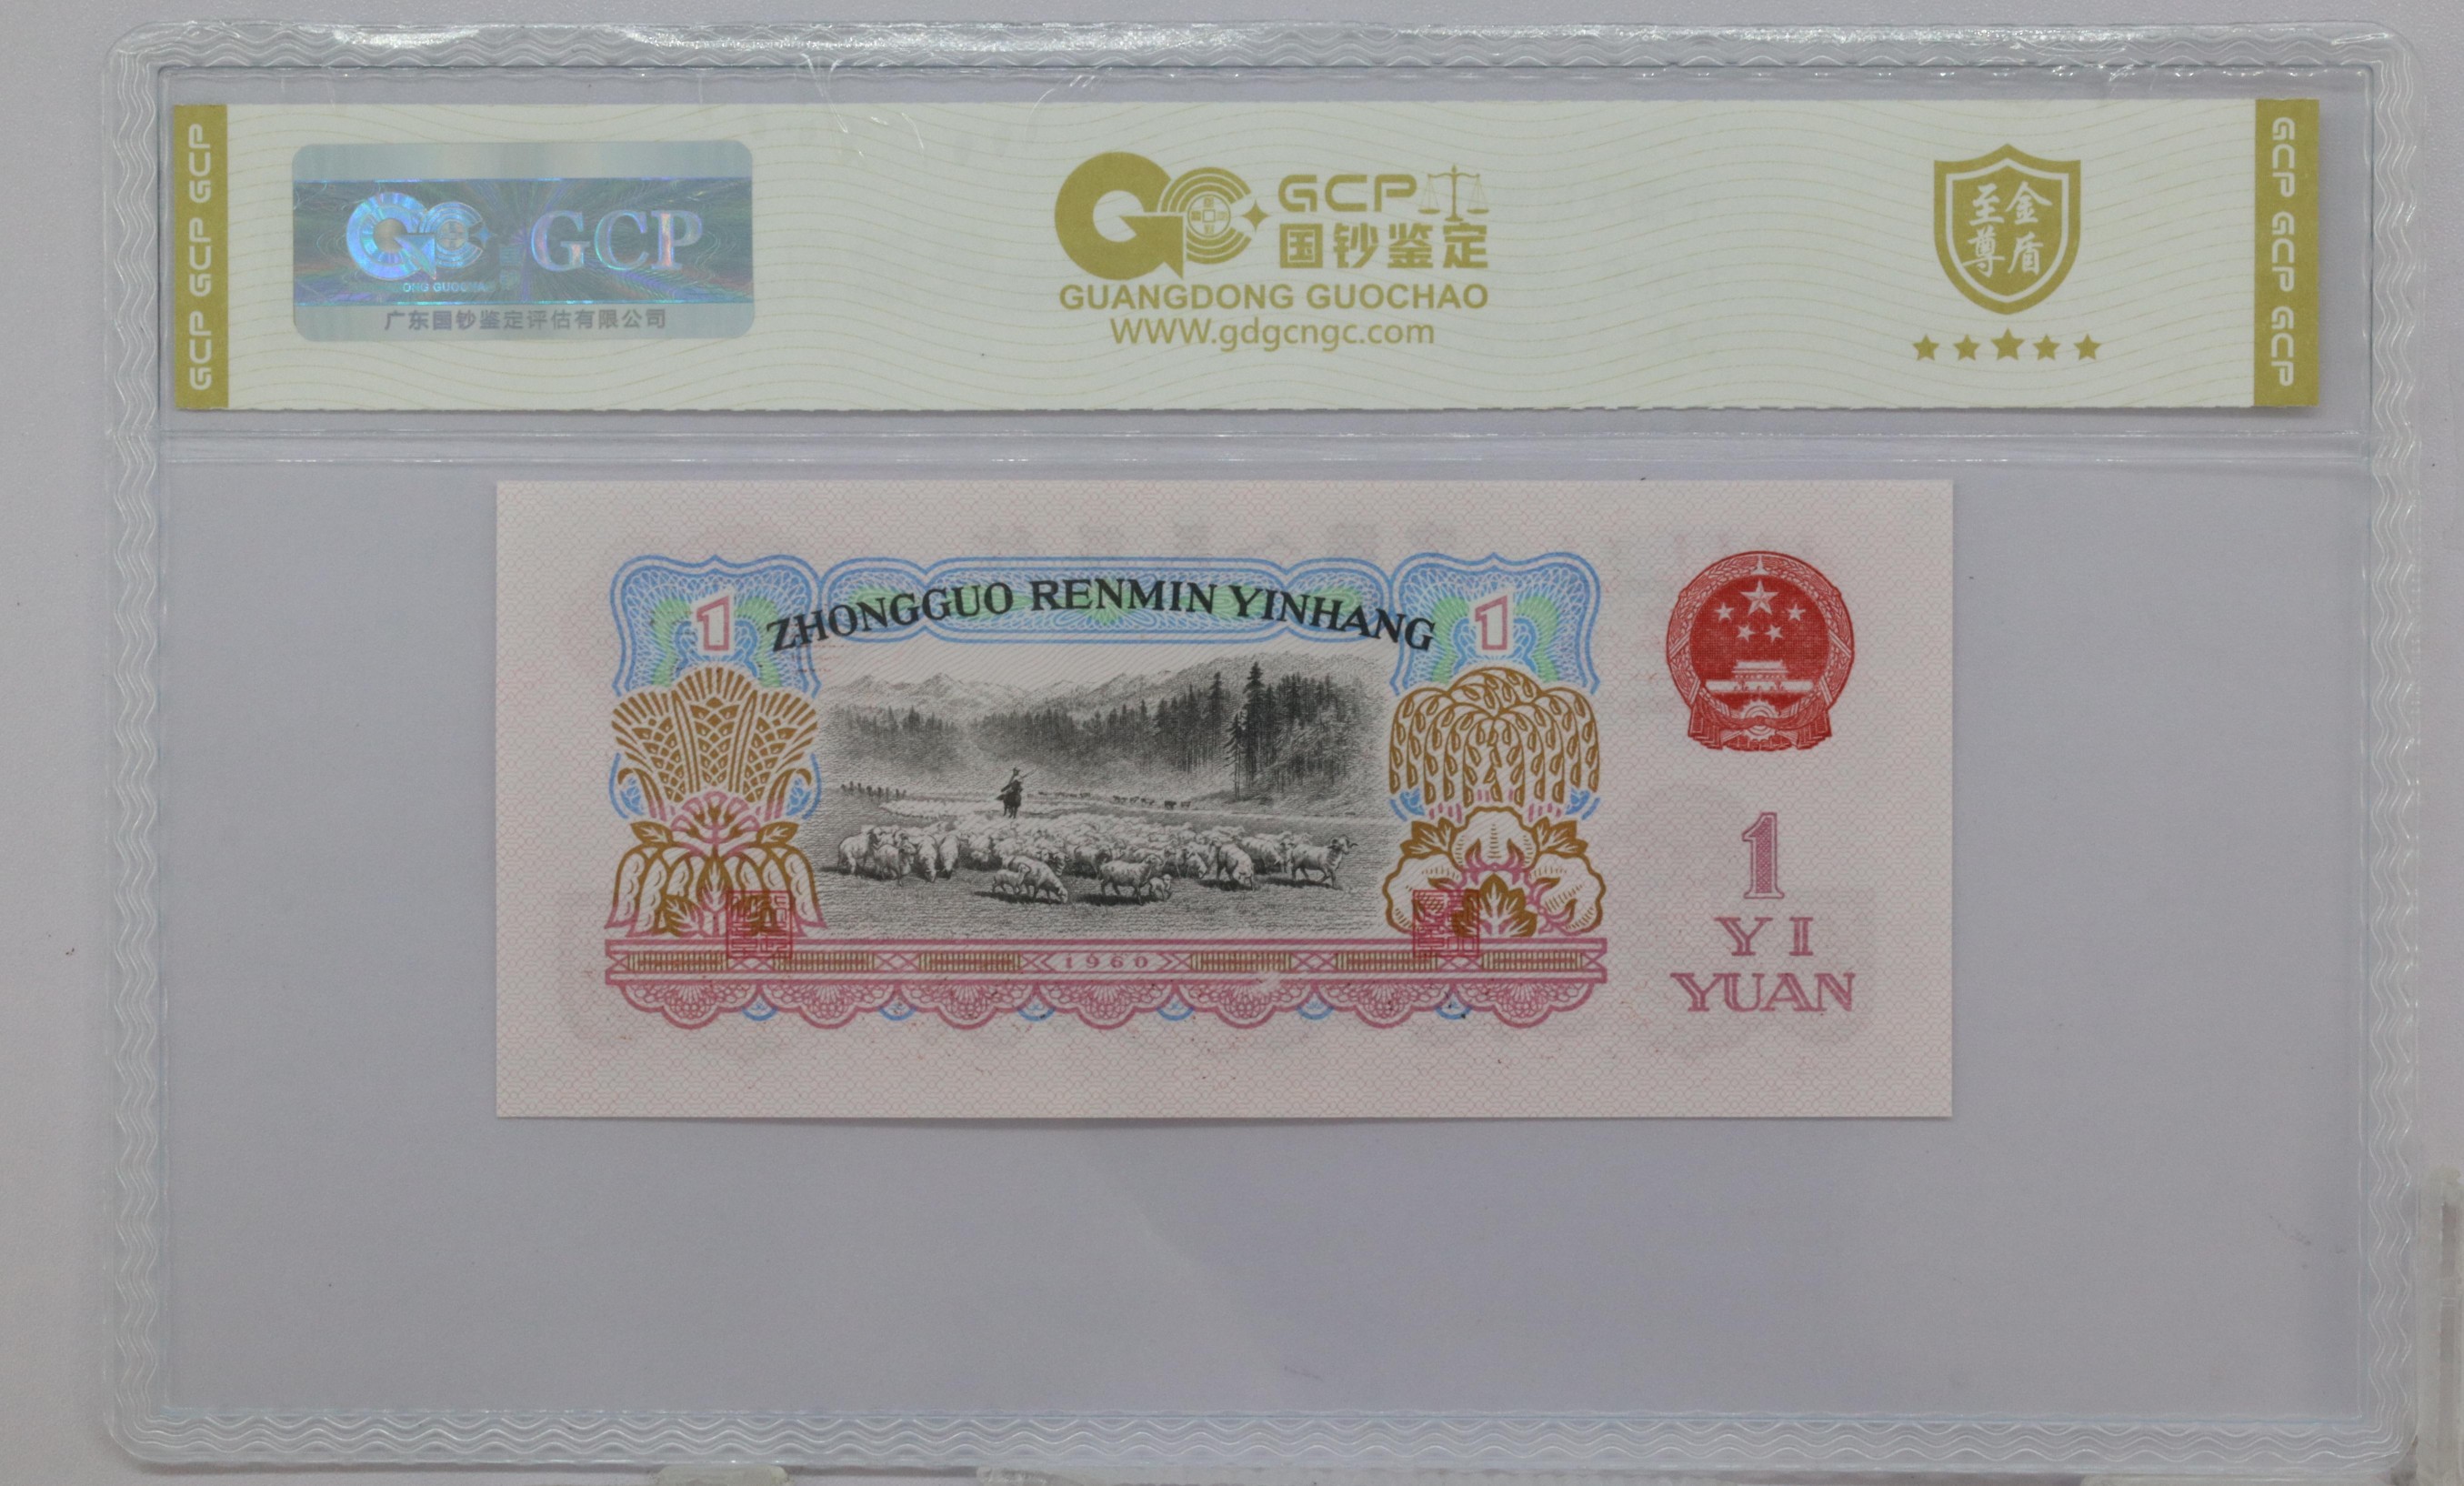 GCP GCP GCP
GCP
DONG GUOCHAO
广东国钞鉴定评估有限公司
GCP
国钞鉴定
GUANGDONG GUOCHAO
WWW.gdgcngc.com
金盾
至尊
GCP GCP GCP
ZHONGGUO RENMIN YINHANG
1
1
1960
1
YI
YUAN